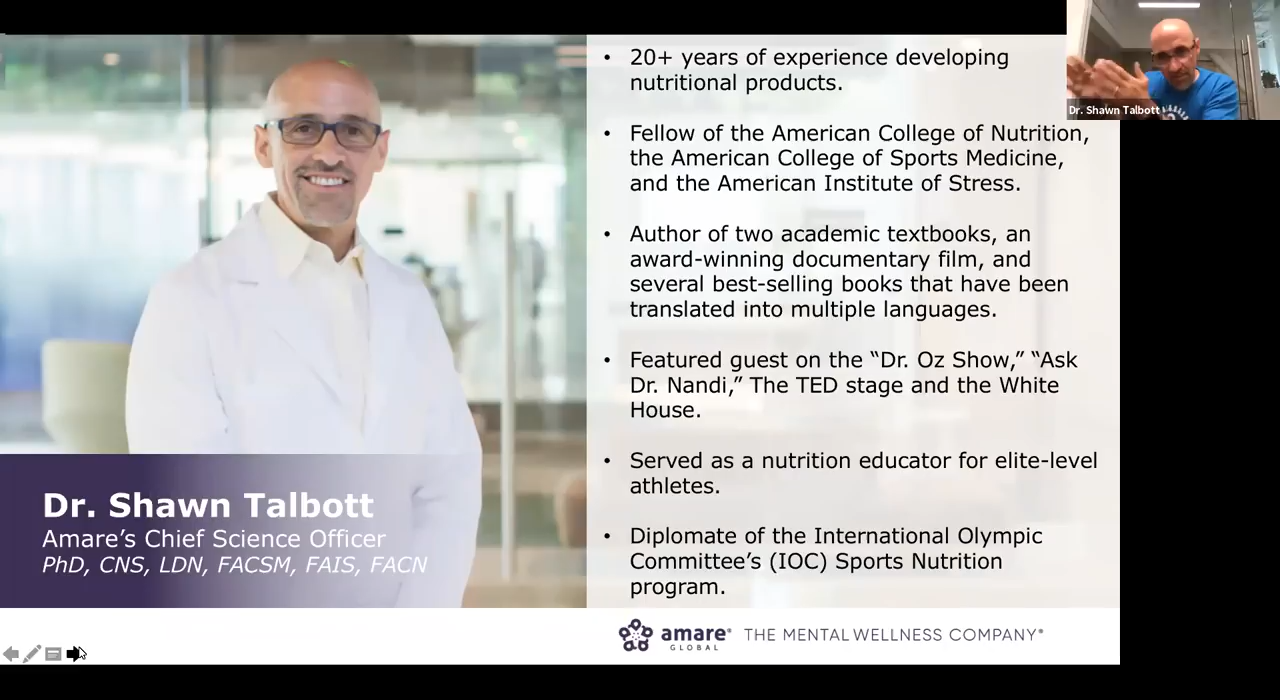 20+ years of experience developing
nutritional products.
Fellow of the American College of Nutrition,
the American College of Sports Medicine,
and the American Institute of Stress.
Author of two academic textbooks, an
award-winning documentary film, and
several best-selling books that have been
translated into multiple languages.
Featured guest on the “Dr. Oz Show,” “Ask
Dr. Nandi,” The TED stage and the White
House.
Served as a nutrition educator for elite-level
athletes.
Diplomate of the International Olympic
Committee’s (IOC) Sports Nutrition
program.
Dr. Shawn Talbott
Amare’s Chief Science Officer
PhD, CNS, LDN, FACSM, FAIS, FACN
amare®
GLOBAL
THE MENTAL WELLNESS COMPANY®
Dr. Shawn Talbott